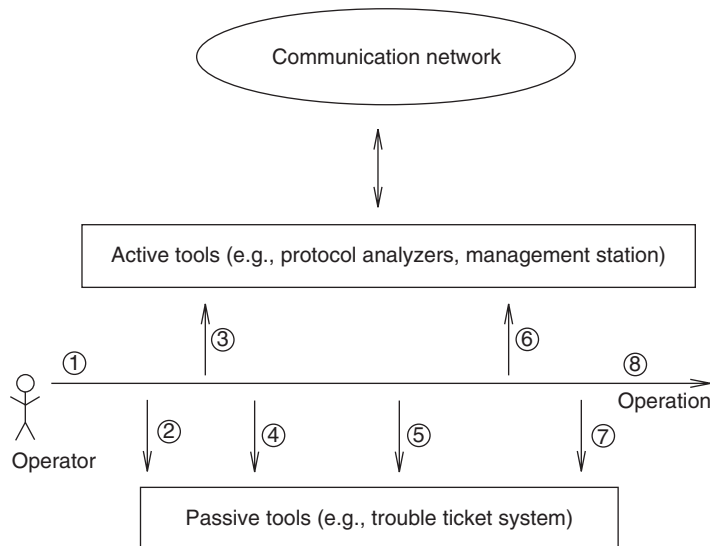 Communication network
Active tools (e.g., protocol analyzers, management station)
③
⑥
①
⑧
Operation
②
④
⑤
⑦
Operator
Passive tools (e.g., trouble ticket system)